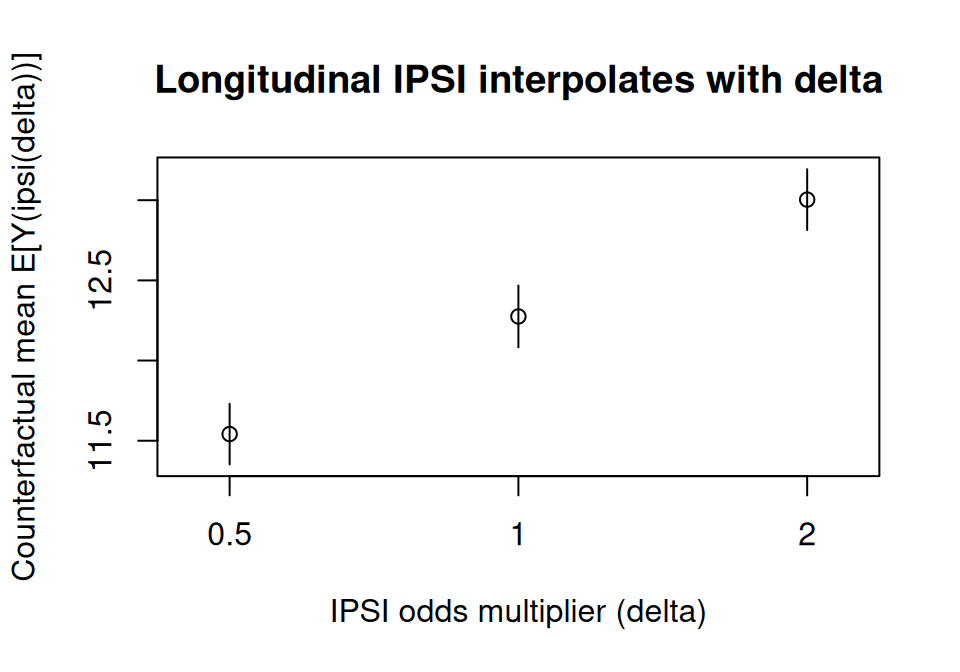 Longitudinal IPSI interpolates with delta
Counterfactual mean E[Y(ipsi(delta))]
12.5
11.5
0.5
1
2
IPSI odds multiplier (delta)